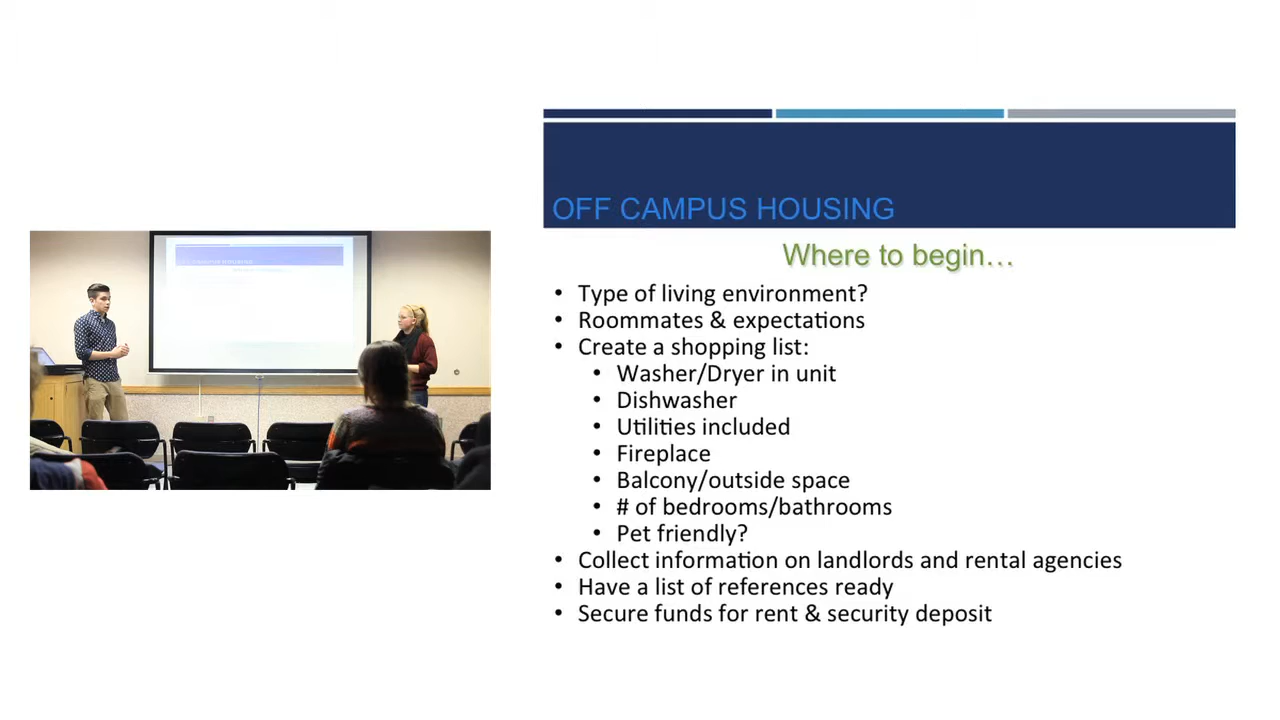 OFF CAMPUS HOUSING
Where to begin…
• Type of living environment?
• Roommates & expectations
• Create a shopping list:
• Washer/Dryer in unit
• Dishwasher
• Utilities included
• Fireplace
• Balcony/outside space
• # of bedrooms/bathrooms
• Pet friendly?
• Collect information on landlords and rental agencies
• Have a list of references ready
• Secure funds for rent & security deposit